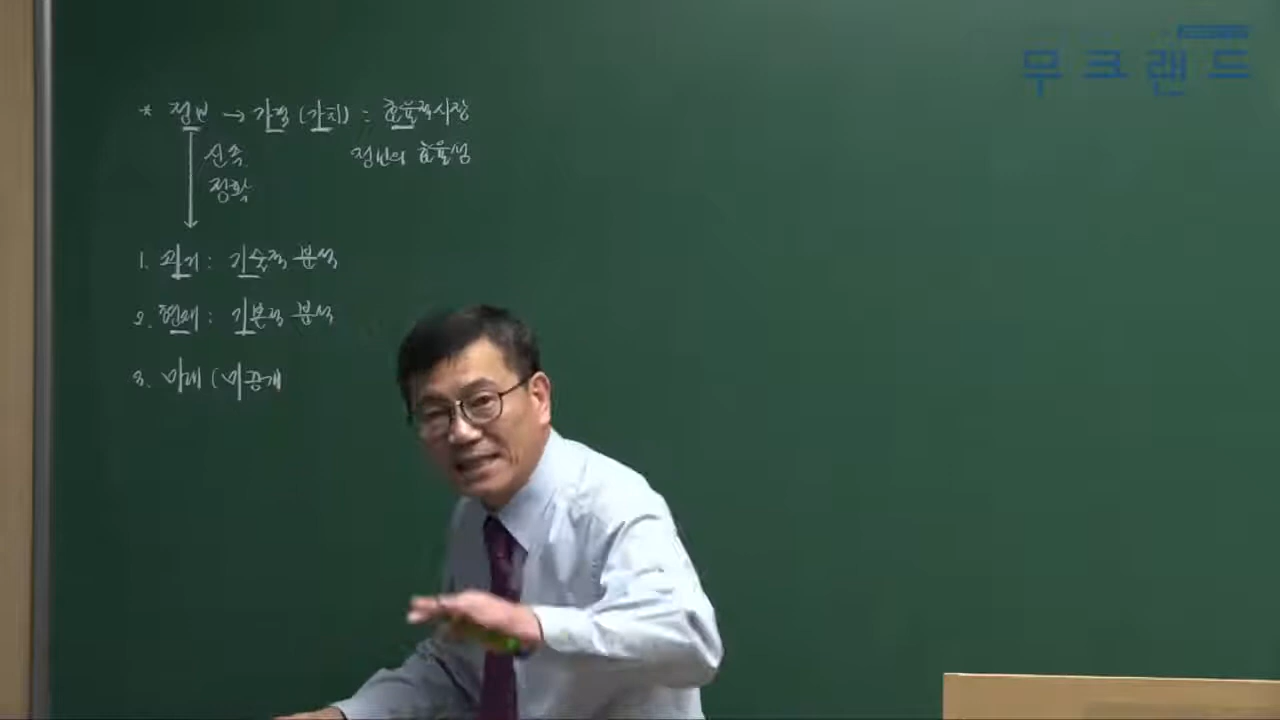 무크랜드
* 정보 → 가격 (가치) : 효율적시장
신속 정보의 효율성
정확
1. 과거 : 기술적 분석
2. 현재 : 기본적 분석
3. 미래 (미공개